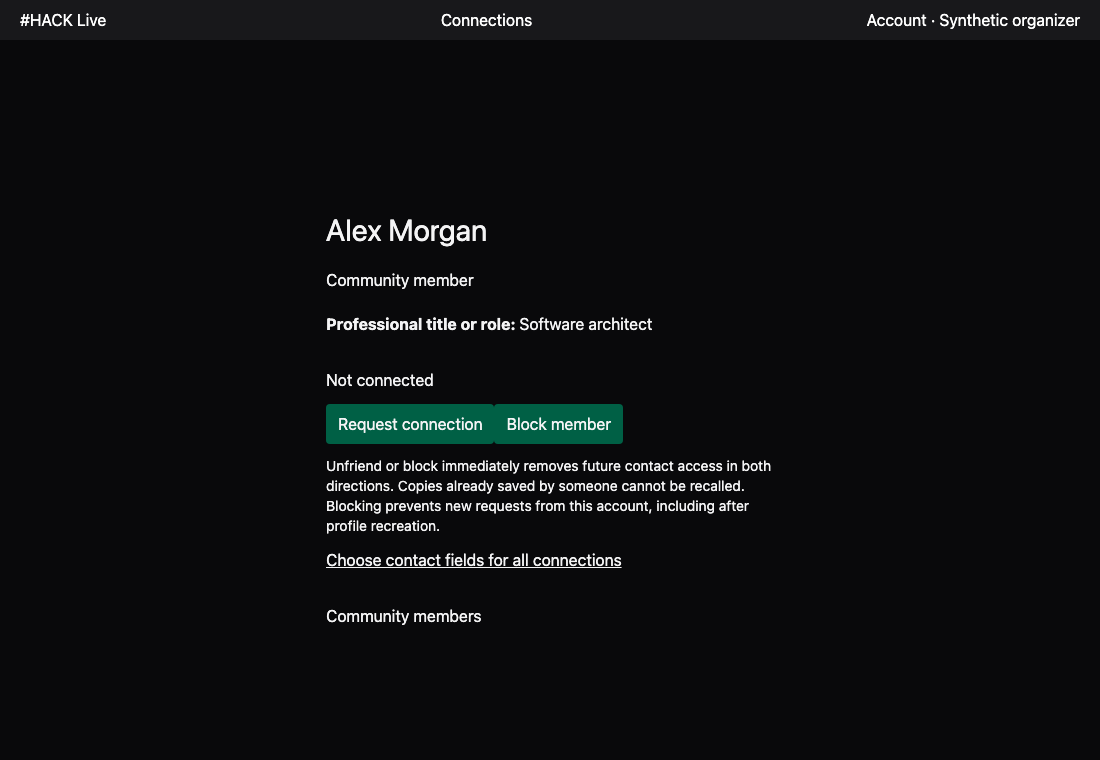 #HACK Live
Connections
Account · Synthetic organizer
Alex Morgan
Community member
Professional title or role: Software architect
Not connected
Request connection
Block member
Unfriend or block immediately removes future contact access in both
directions. Copies already saved by someone cannot be recalled.
Blocking prevents new requests from this account, including after
profile recreation.
Choose contact fields for all connections
Community members